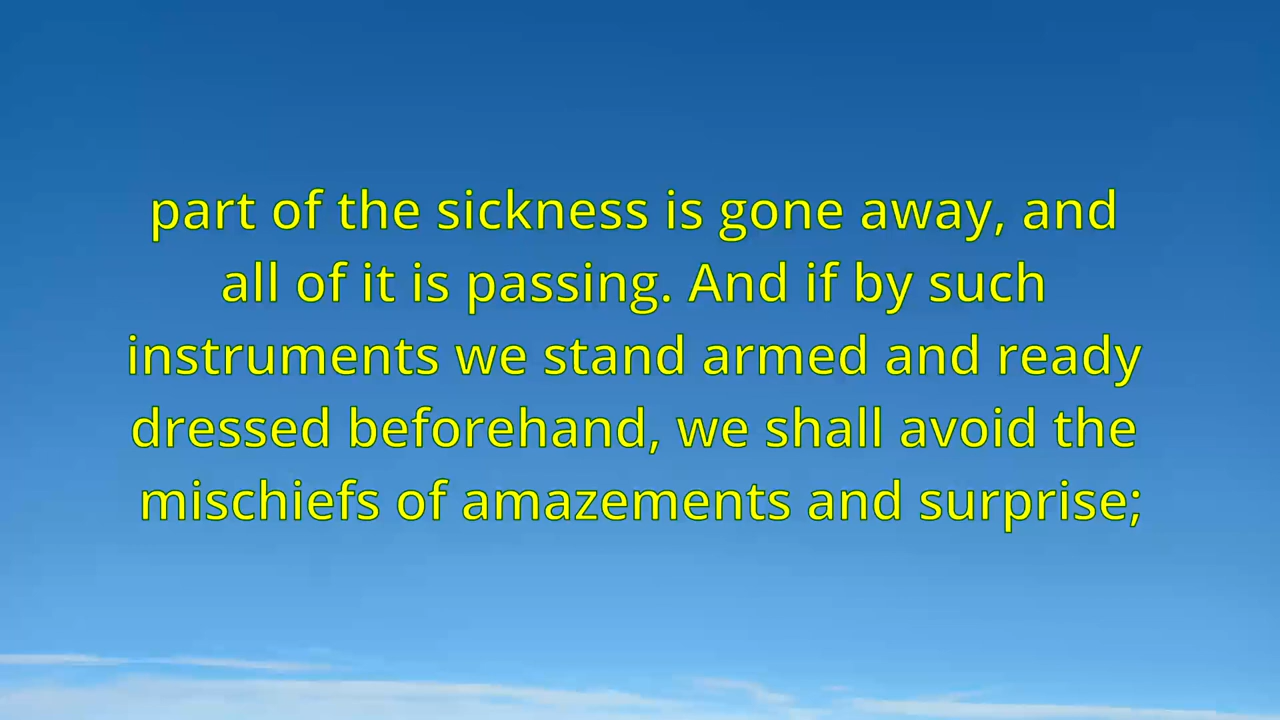 part of the sickness is gone away, and
all of it is passing. And if by such
instruments we stand armed and ready
dressed beforehand, we shall avoid the
mischiefs of amazements and surprise;